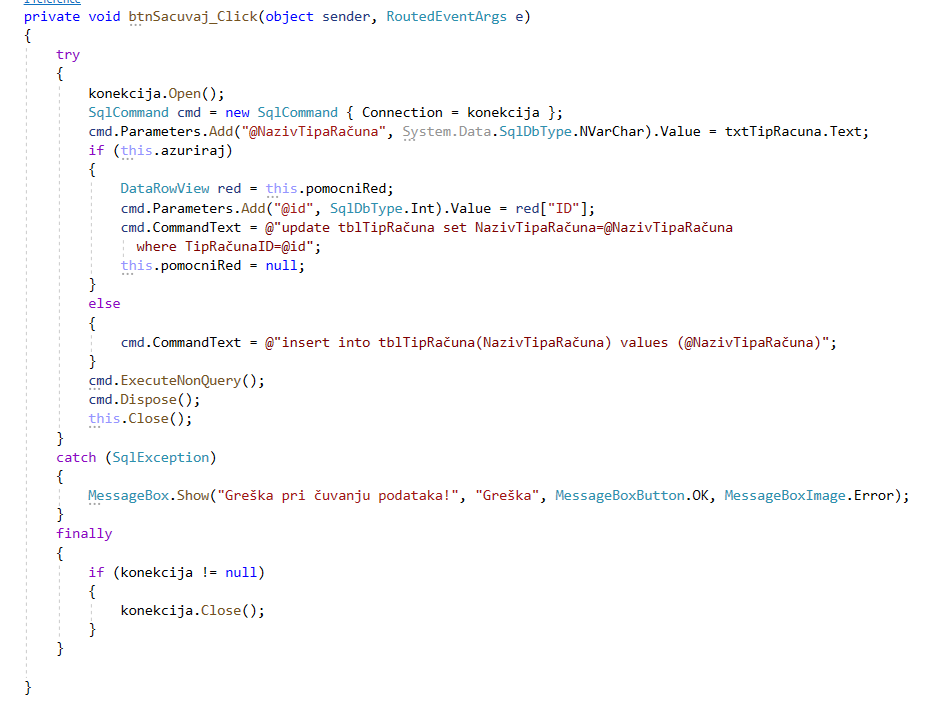 1 reference
private void btnSacuvaj_Click(object sender, RoutedEventArgs e)
{
try
{
konekcija.Open();
SqlCommand cmd = new SqlCommand { Connection = konekcija };
cmd.Parameters.Add("@NazivTipaRačuna", System.Data.SqlDbType.NVarChar).Value = txtTipRacuna.Text;
if (this.azuriraj)
{
DataRowView red = this.pomocniRed;
cmd.Parameters.Add("@id", SqlDbType.Int).Value = red["ID"];
cmd.CommandText = @"update tblTipRačuna set NazivTipaRačuna=@NazivTipaRačuna
where TipRačunaID=@id";
this.pomocniRed = null;
}
else
{
cmd.CommandText = @"insert into tblTipRačuna(NazivTipaRačuna) values (@NazivTipaRačuna)";
}
cmd.ExecuteNonQuery();
cmd.Dispose();
this.Close();
}
catch (SqlException)
{
MessageBox.Show("Greška pri čuvanju podataka!", "Greška", MessageBoxButton.OK, MessageBoxImage.Error);
}
finally
{
if (konekcija != null)
{
konekcija.Close();
}
}
}